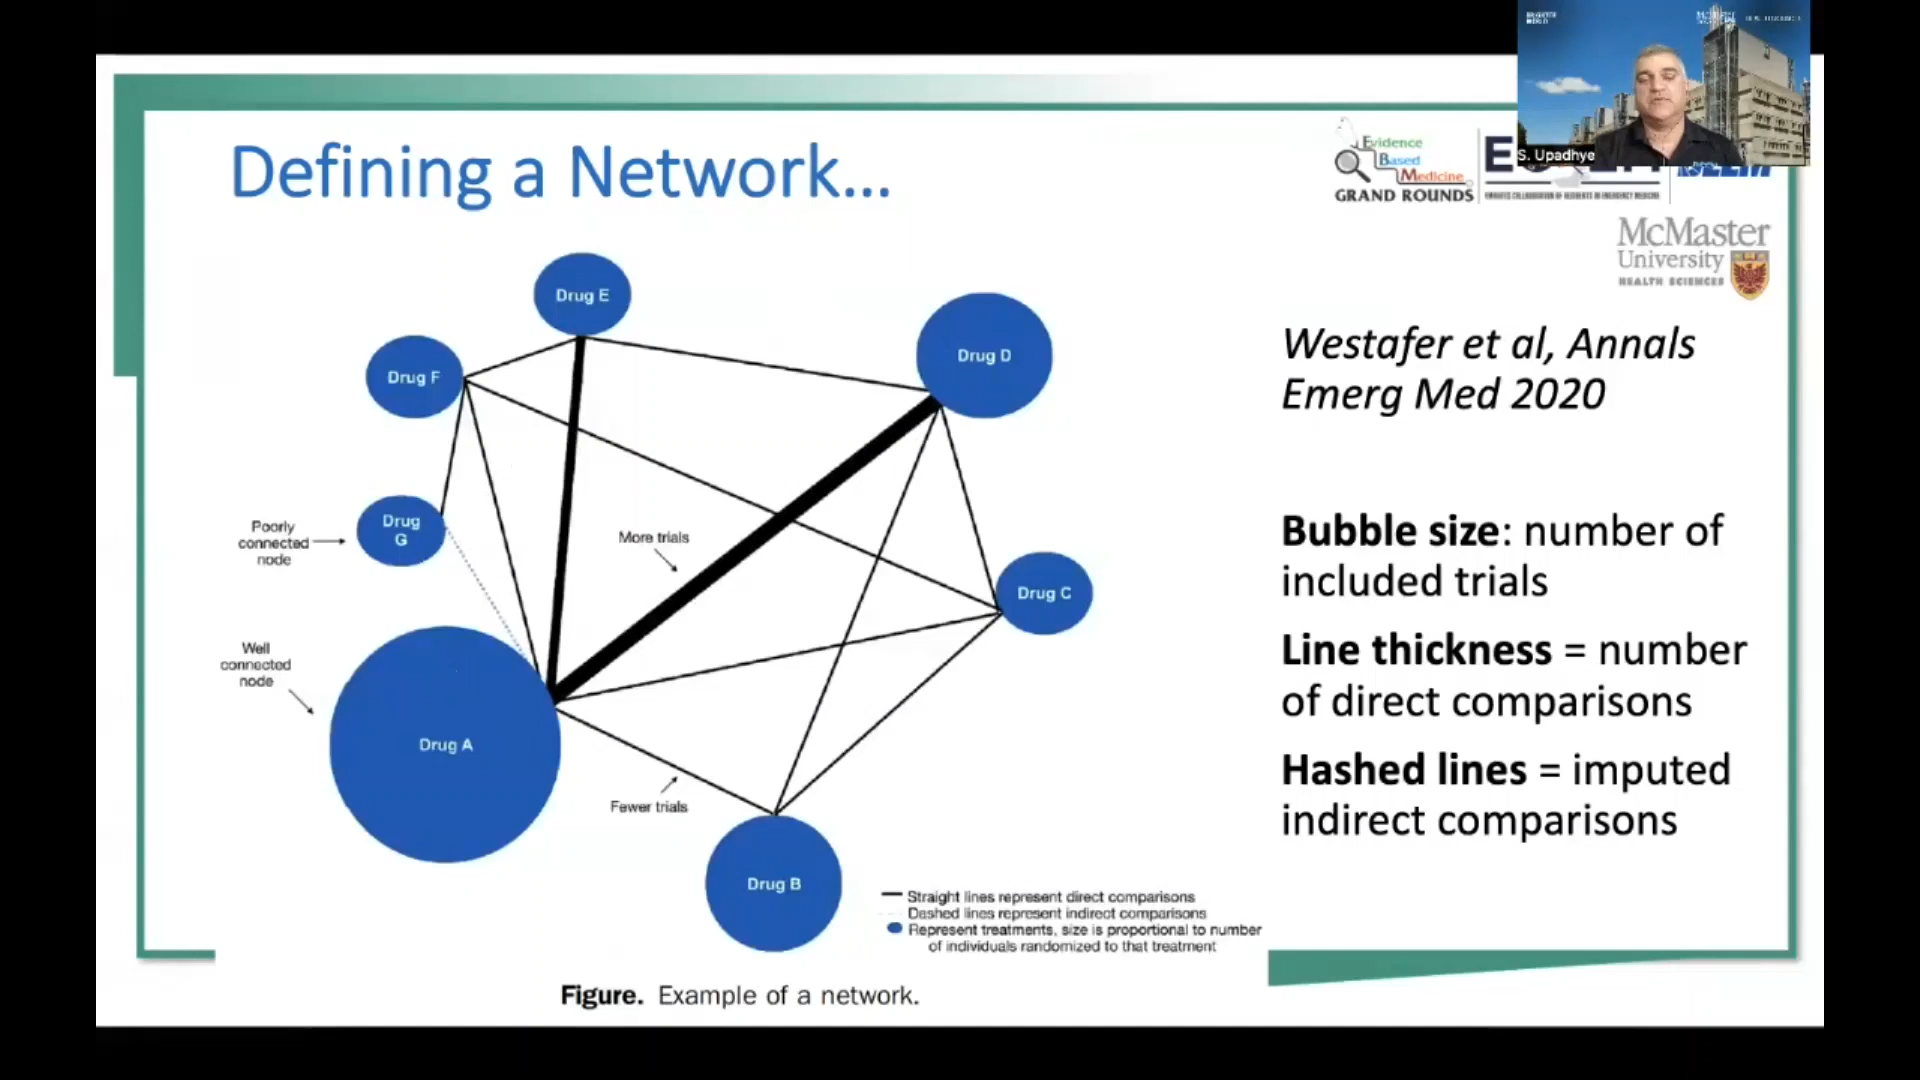 Defining a Network...
Evidence
Based
Medicine
GRAND ROUNDS
S. Upadhye
McMaster
University
HEALTH SCIENCES
Drug E
Drug D
Drug F
Drug
G
Poorly
connected
node
More trials
Drug C
Well
connected
node
Drug A
Fewer trials
Drug B
Straight lines represent direct comparisons
Dashed lines represent indirect comparisons
Represent treatments, size is proportional to number
of individuals randomized to that treatment
Figure. Example of a network.
Westafer et al, Annals
Emerg Med 2020
Bubble size: number of
included trials
Line thickness = number
of direct comparisons
Hashed lines = imputed
indirect comparisons